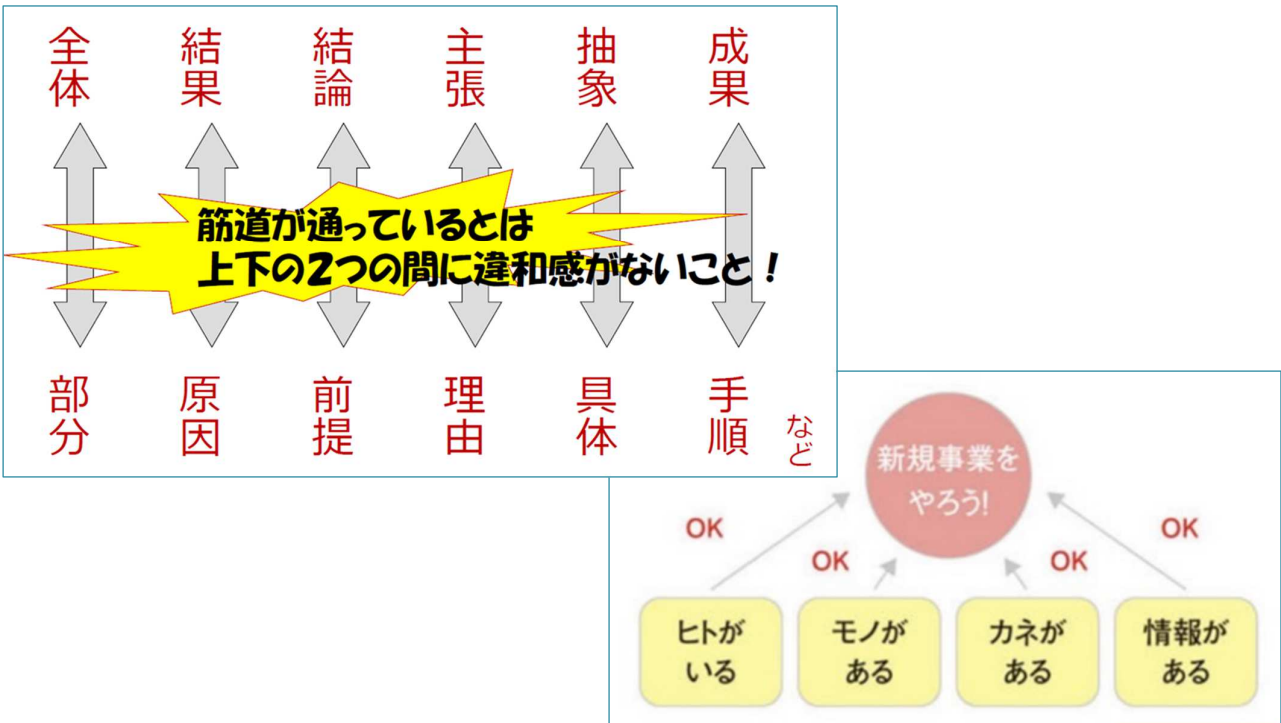 全体
結果
結論
主張
抽象
成果
筋道が通っているとは
上下の2つの間に違和感がないこと！
部分
原因
前提
理由
具体
手順
など
新規事業を
やろう!
OK
OK
OK
OK
ヒトが
いる
モノが
ある
カネが
ある
情報が
ある